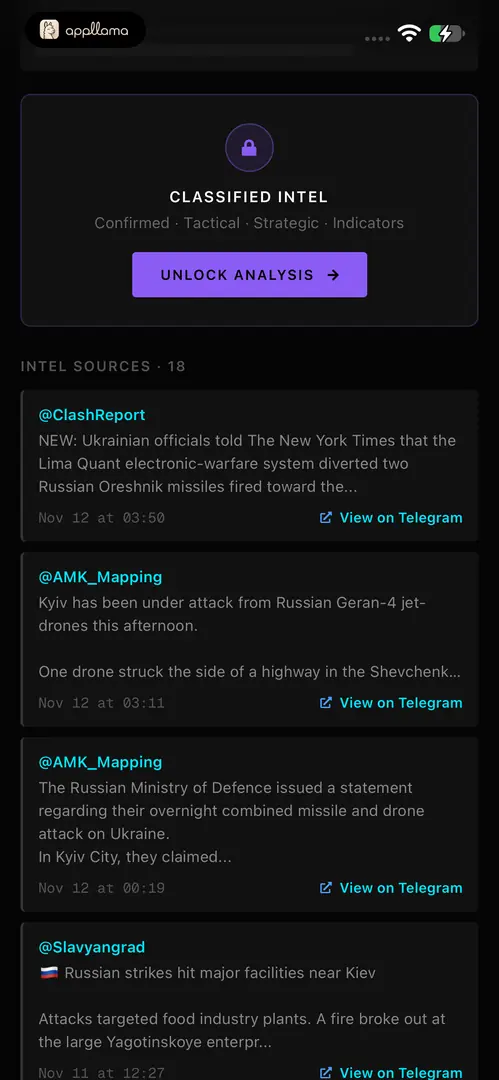 appllama
CLASSIFIED INTEL
Confirmed · Tactical · Strategic · Indicators
UNLOCK ANALYSIS →
INTEL SOURCES · 18
@ClashReport
NEW: Ukrainian officials told The New York Times that the
Lima Quant electronic-warfare system diverted two
Russian Oreshnik missiles fired toward the...
Nov 12 at 03:50
View on Telegram
@AMK_Mapping
Kyiv has been under attack from Russian Geran-4 jet-
drones this afternoon.
One drone struck the side of a highway in the Shevchenk...
Nov 12 at 03:11
View on Telegram
@AMK_Mapping
The Russian Ministry of Defence issued a statement
regarding their overnight combined missile and drone
attack on Ukraine.
In Kyiv City, they claimed...
Nov 12 at 00:19
View on Telegram
@Slavyangrad
🇷🇺 Russian strikes hit major facilities near Kiev
Attacks targeted food industry plants. A fire broke out at
the large Yagotinskoye enterpr...
Nov 11 at 12:27
View on Telegram